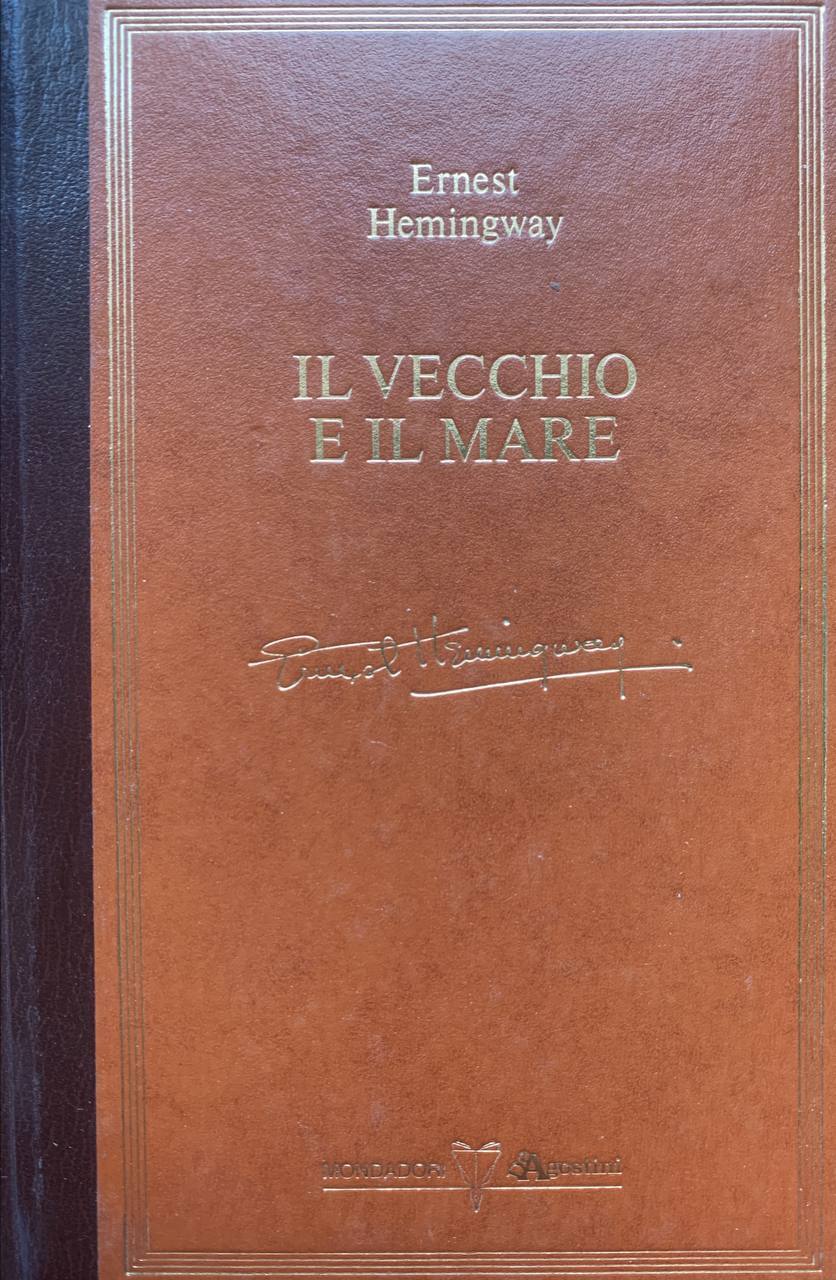 Ernest
Hemingway
IL VECCHIO
E IL MARE
Ernest Hemingway
MONDADORI DeAgostini